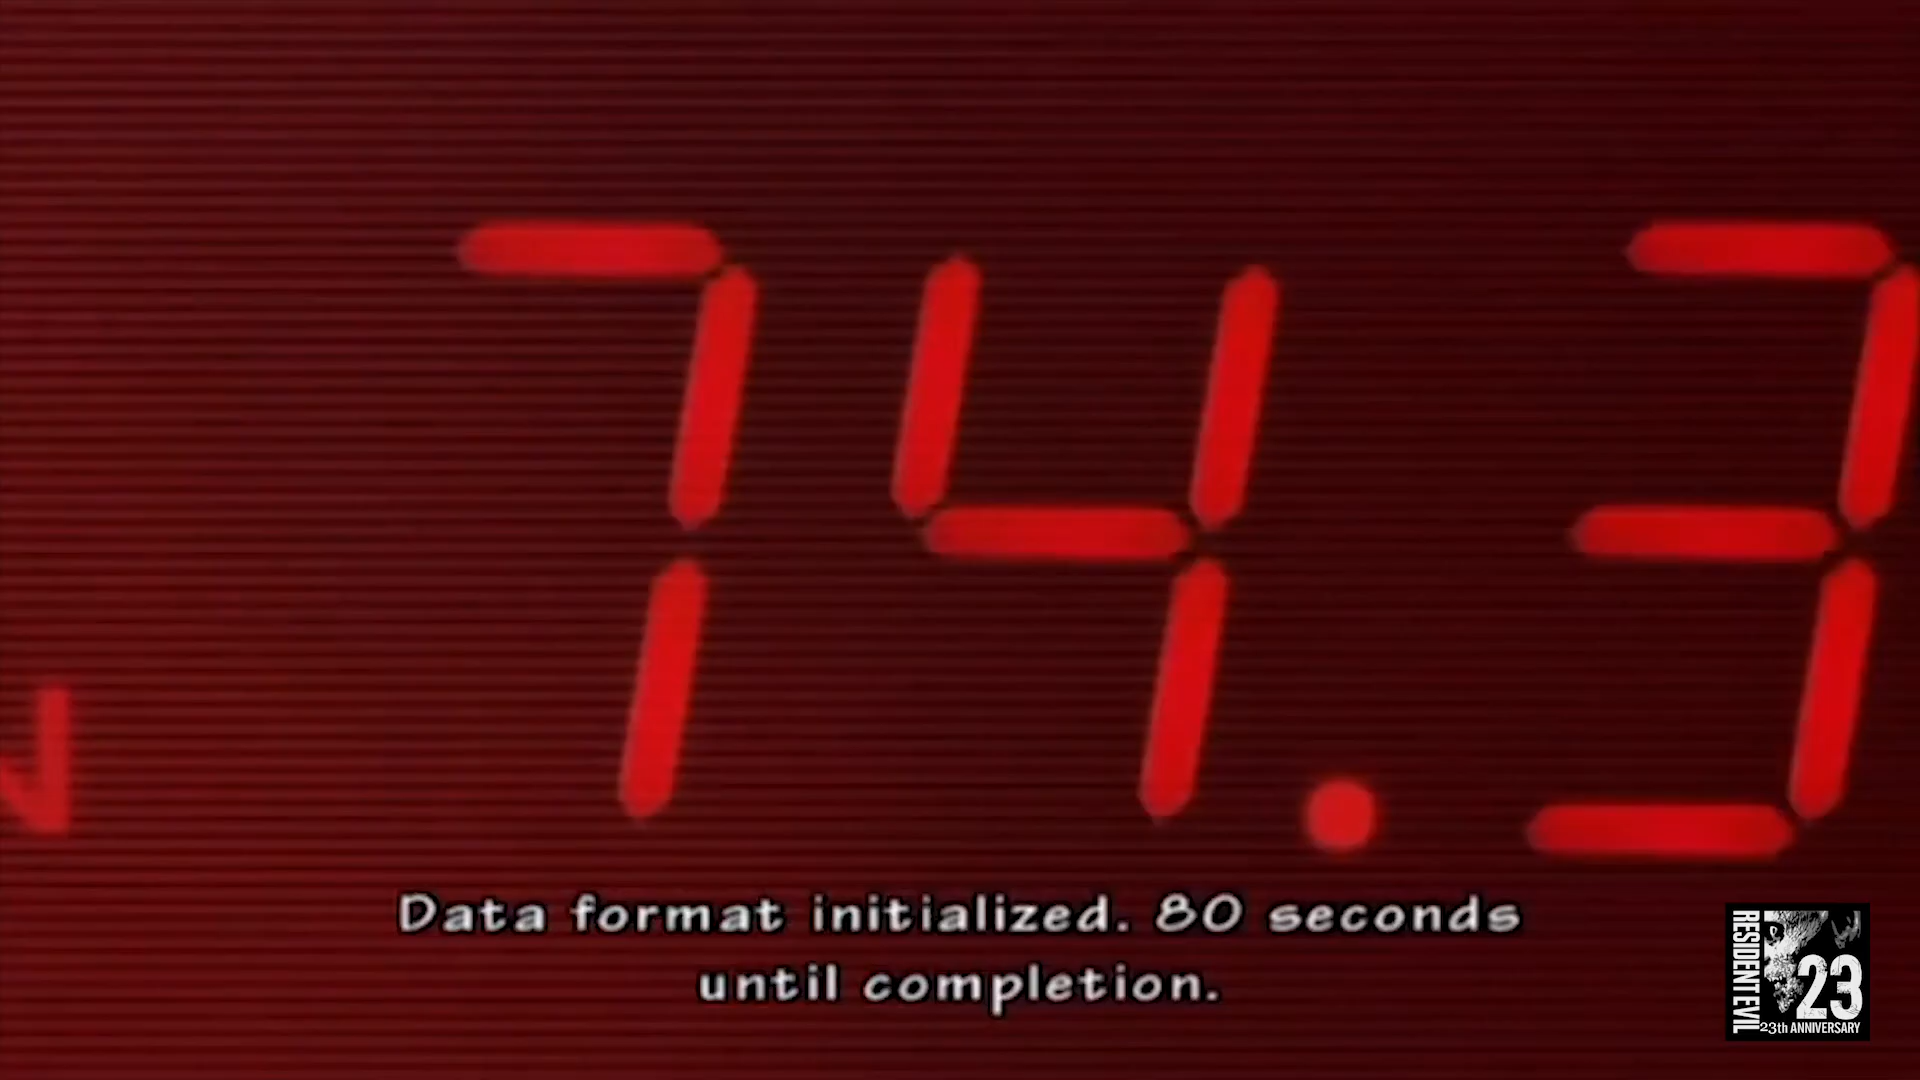 74.3
Data format initialized. 80 seconds
until completion.
RESIDENT EVIL
23
23th ANNIVERSARY